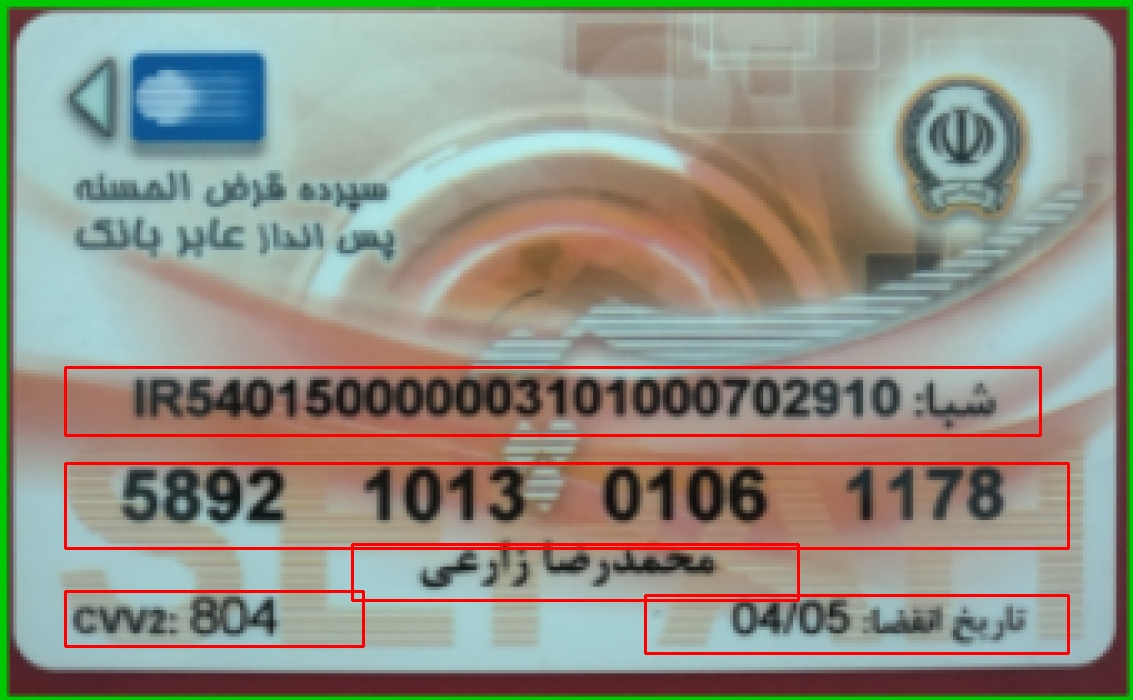 سپرده قرض الحسنه
پس انداز عابر بانک
شبا: IR540150000003101000702910
5892 1013 0106 1178
محمدرضا زارعی
CVV2: 804
تاریخ انقضا: 04/05
SEPAH